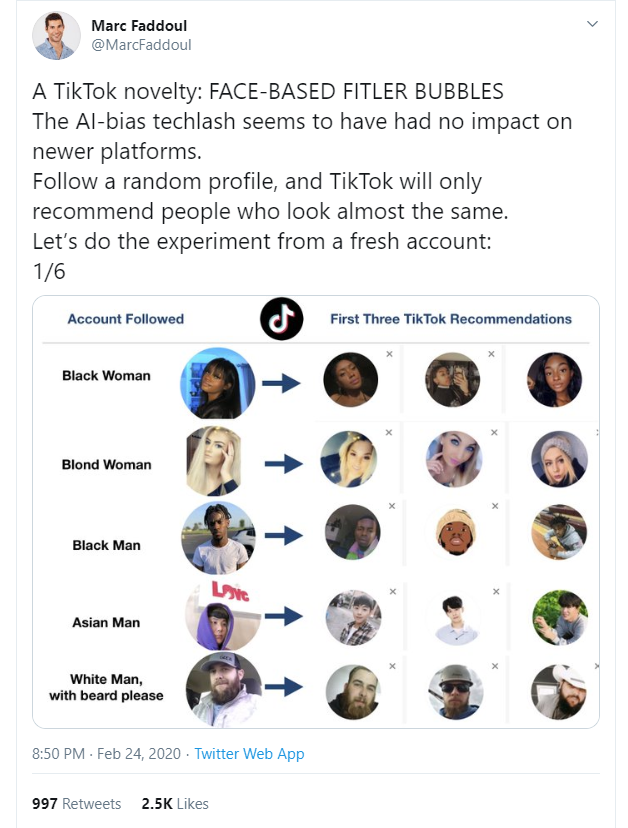 Marc Faddoul
@MarcFaddoul
A TikTok novelty: FACE-BASED FITLER BUBBLES
The AI-bias techlash seems to have had no impact on
newer platforms.
Follow a random profile, and TikTok will only
recommend people who look almost the same.
Let's do the experiment from a fresh account:
1/6
Account Followed
First Three TikTok Recommendations
Black Woman
Blond Woman
Black Man
Asian Man
White Man,
with beard please
8:50 PM · Feb 24, 2020 · Twitter Web App
997 Retweets 2.5K Likes